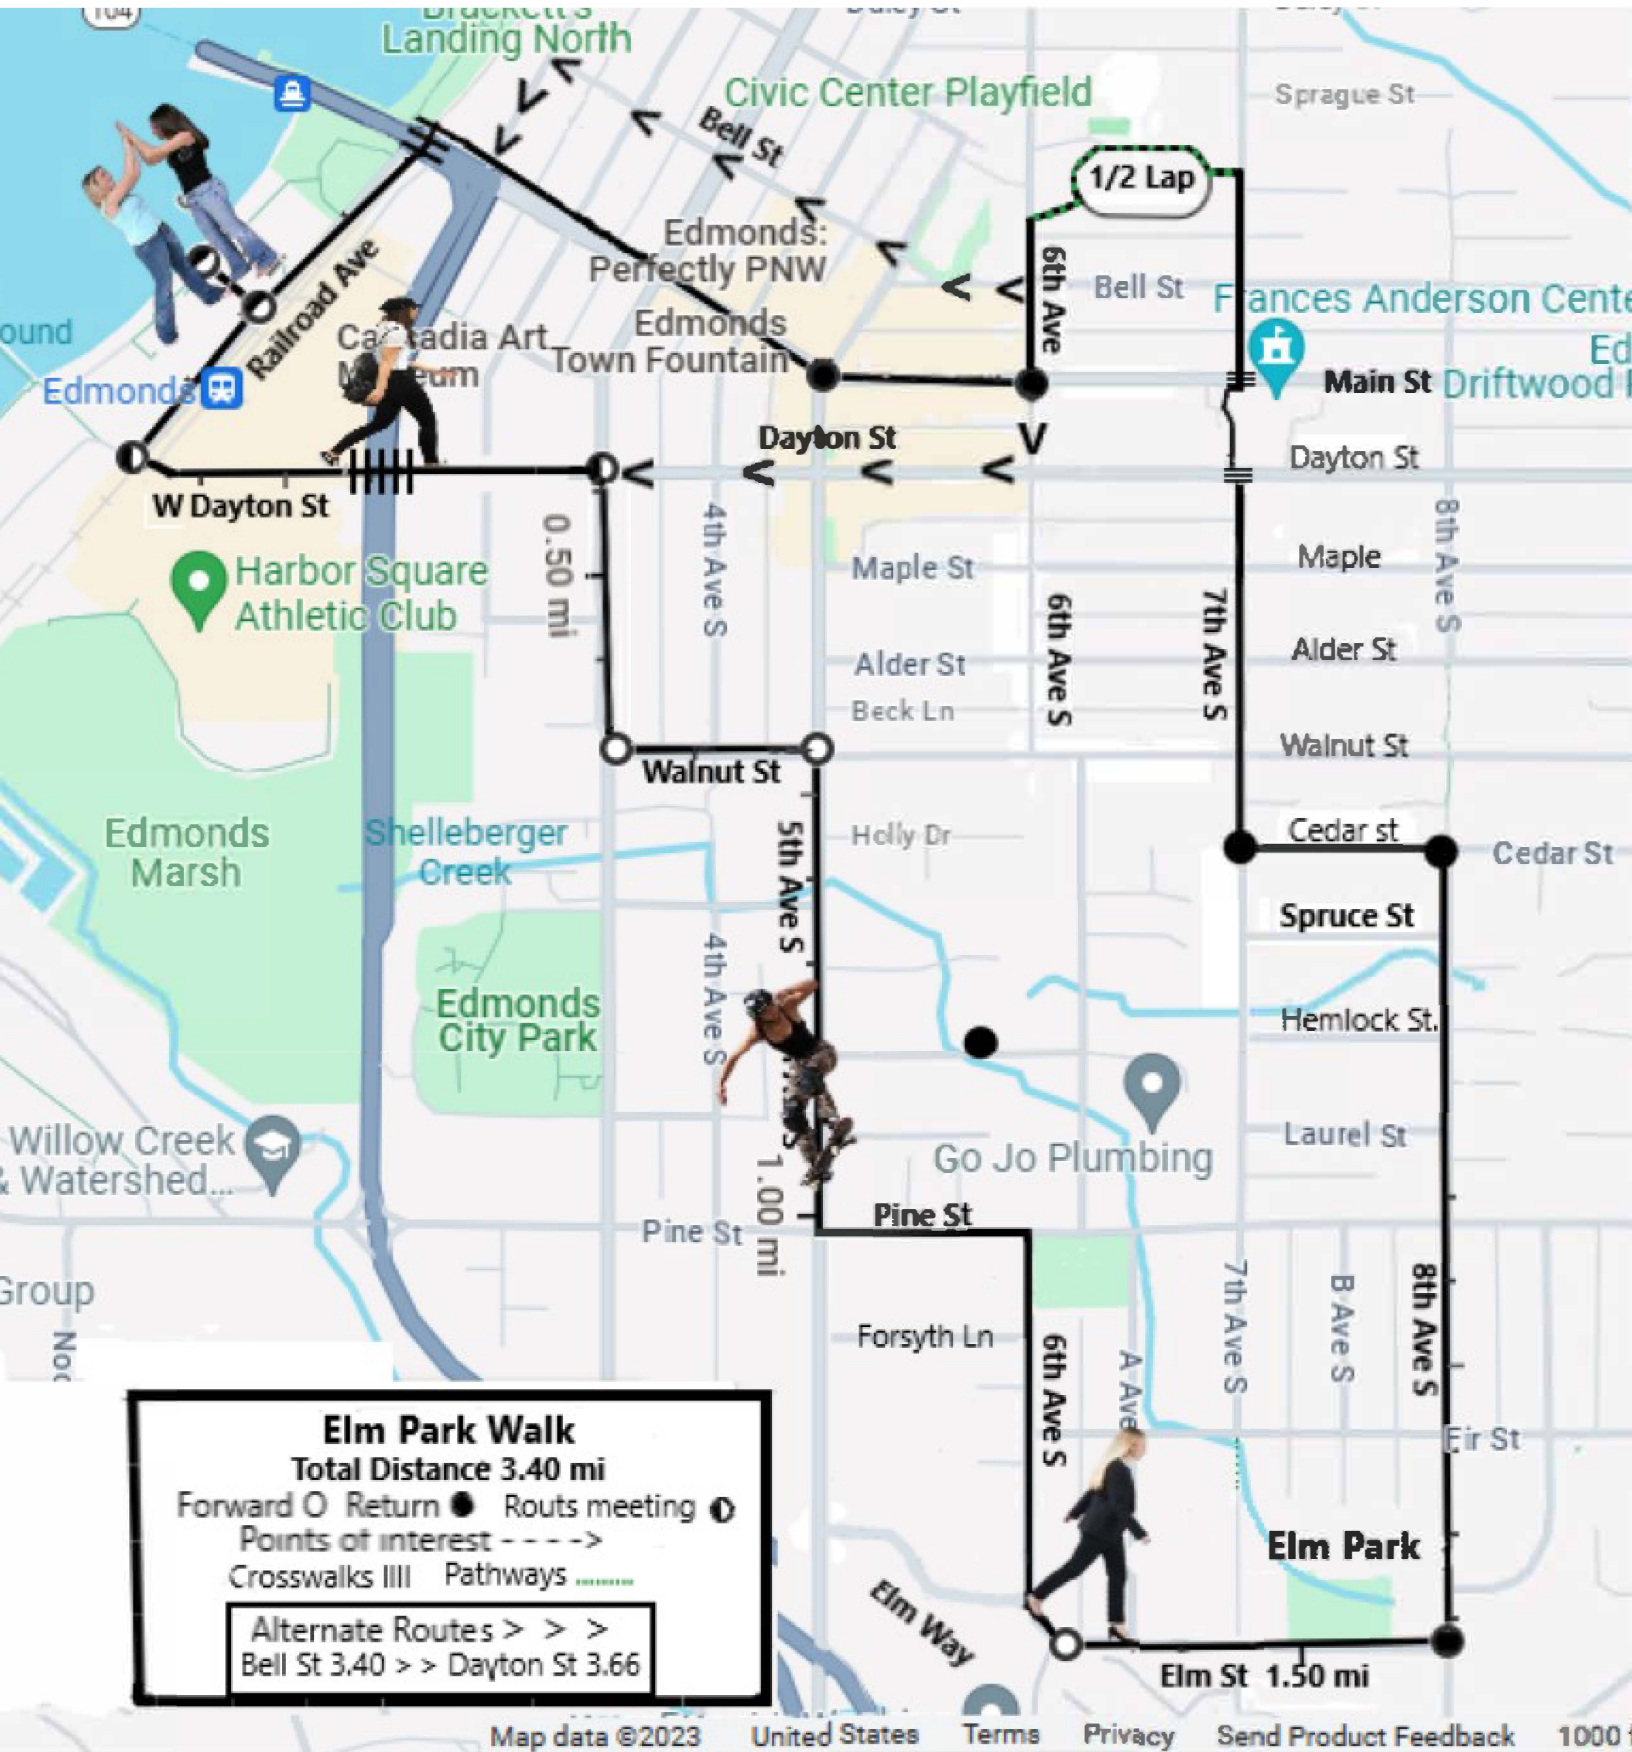 104
Brackett's
Landing North
Daley St
Civic Center Playfield
Sprague St
Bell St
1/2 Lap
Edmonds:
Perfectly PNW
6th Ave
Bell St
Frances Anderson Cente
Railroad Ave
Edmonds
Town Fountain
ound
Edmonds
Main St
Driftwood
Ed
Dayton St
Dayton St
W Dayton St
0.50 mi
4th Ave S
8th Ave S
Harbor Square
Athletic Club
Maple St
Maple
6th Ave S
7th Ave S
Alder St
Alder St
Beck Ln
Walnut St
Walnut St
Edmonds
Marsh
Shelleberger
Creek
5th Ave S
Holly Dr
Cedar st
Cedar St
Spruce St
4th Ave S
Edmonds
City Park
Hemlock St.
Willow Creek
& Watershed...
Go Jo Plumbing
Laurel St
1.00 mi
Pine St
Pine St
Group
7th Ave S
B Ave S
8th Ave S
Forsyth Ln
6th Ave S
A Ave
Fir St
Elm Park Walk
Total Distance 3.40 mi
Forward O Return ● Routs meeting ◑
Points of interest - - - ->
Crosswalks IIII Pathways ..........
Alternate Routes > > >
Bell St 3.40 > > Dayton St 3.66
Elm Park
Elm Way
Elm St 1.50 mi
Map data ©2023 United States Terms Privacy Send Product Feedback 1000